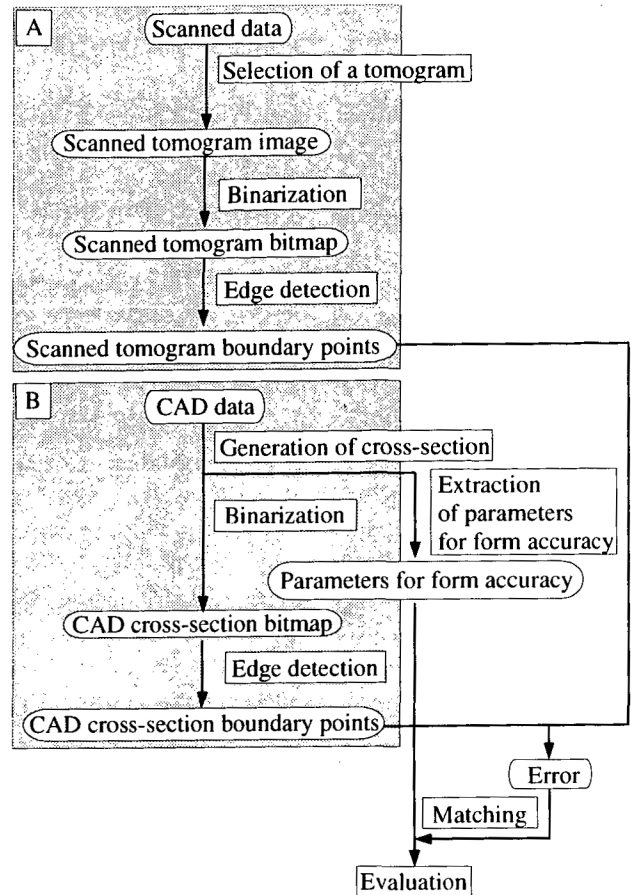 A
Scanned data
Selection of a tomogram
Scanned tomogram image
Binarization
Scanned tomogram bitmap
Edge detection
Scanned tomogram boundary points
B
CAD data
Generation of cross-section
Binarization
Extraction
of parameters
for form accuracy
Parameters for form accuracy
CAD cross-section bitmap
Edge detection
CAD cross-section boundary points
Error
Matching
Evaluation